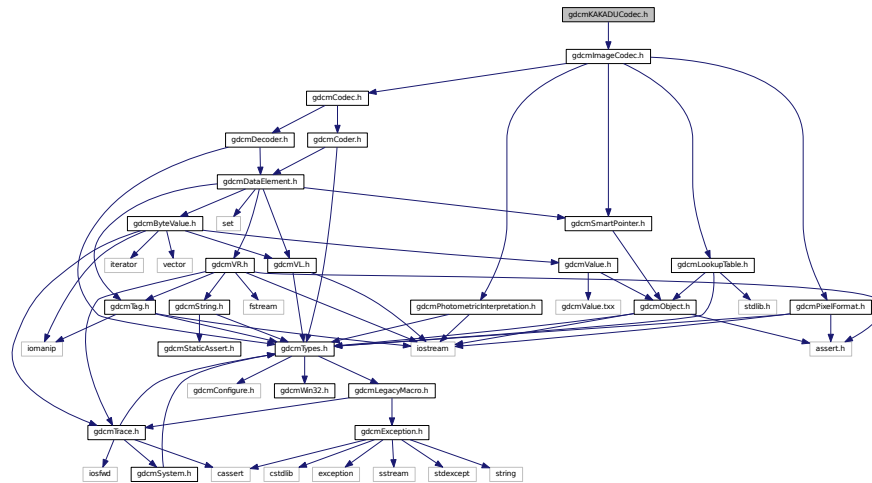 gdcmKAKADUCodec.h
gdcmImageCodec.h
gdcmCodec.h
gdcmDecoder.h
gdcmCoder.h
gdcmDataElement.h
gdcmByteValue.h
set
gdcmSmartPointer.h
iterator
vector
gdcmVR.h
gdcmVL.h
gdcmValue.h
gdcmLookupTable.h
gdcmTag.h
gdcmString.h
fstream
gdcmPhotometricInterpretation.h
gdcmValue.txx
gdcmObject.h
stdlib.h
gdcmPixelFormat.h
iomanip
gdcmStaticAssert.h
gdcmTypes.h
iostream
assert.h
gdcmConfigure.h
gdcmWin32.h
gdcmLegacyMacro.h
gdcmTrace.h
gdcmException.h
iosfwd
gdcmSystem.h
cassert
cstdlib
exception
sstream
stdexcept
string